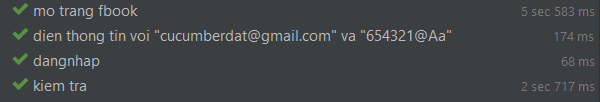 mo trang fbook 5 sec 583 ms
dien thong tin voi "cucumberdat@gmail.com" va "654321@Aa" 174 ms
dangnhap 68 ms
kiem tra 2 sec 717 ms